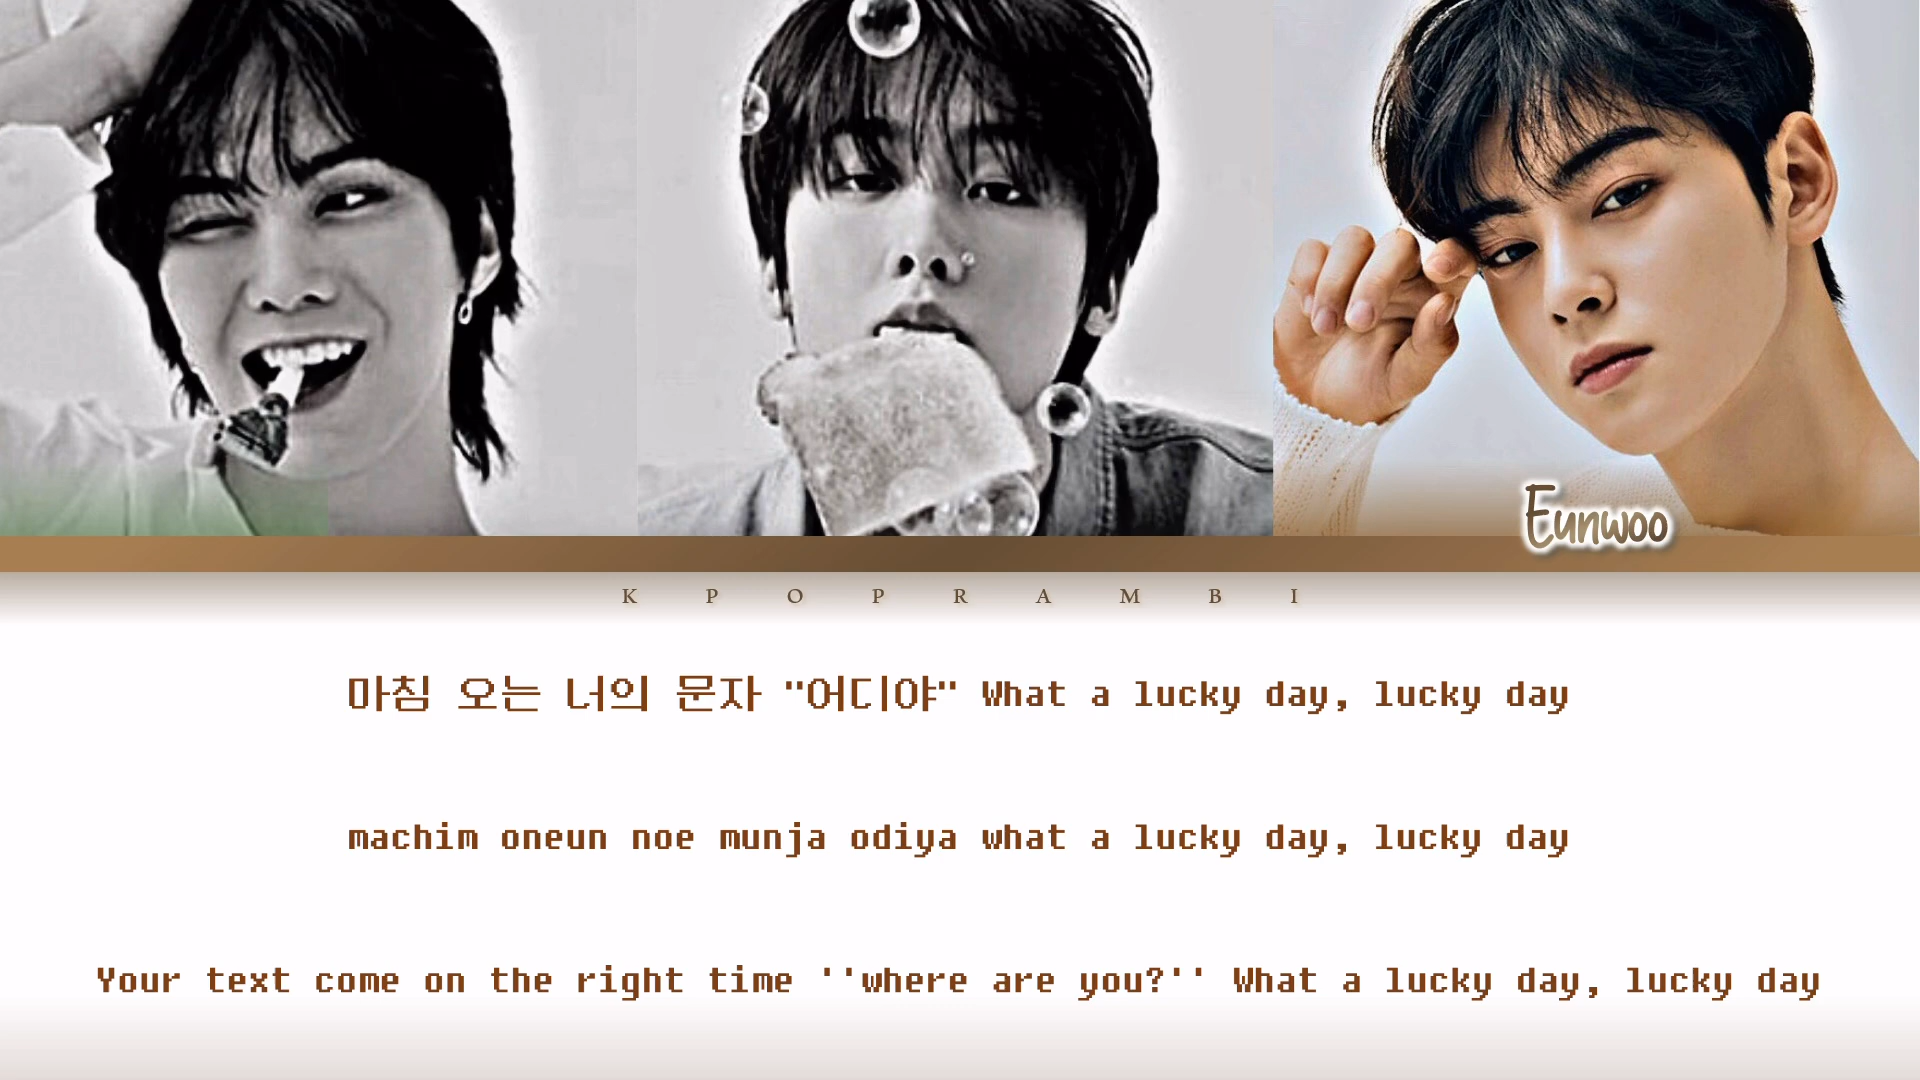 Eunwoo
K P O P R A M B I
마침 오는 너의 문자 "어디야" What a lucky day, lucky day
machim oneun noe munja odiya what a lucky day, lucky day
Your text come on the right time ''where are you?'' What a lucky day, lucky day